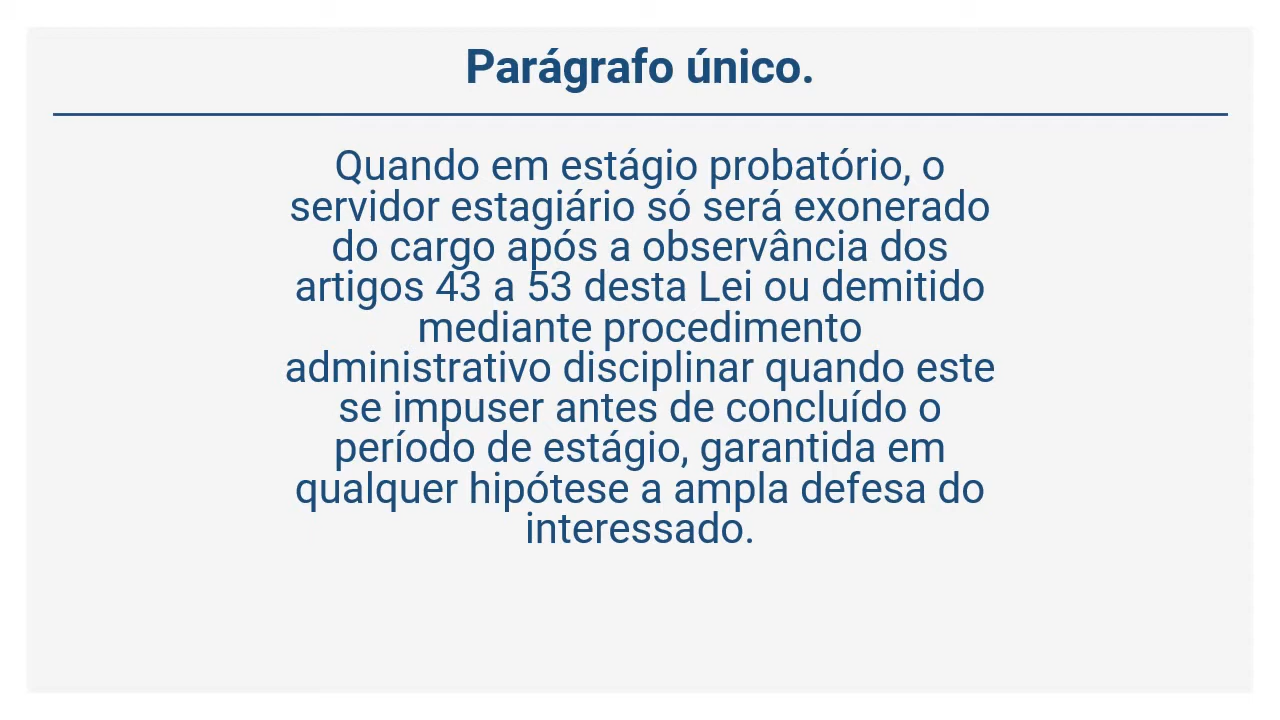 Parágrafo único.
Quando em estágio probatório, o
servidor estagiário só será exonerado
do cargo após a observância dos
artigos 43 a 53 desta Lei ou demitido
mediante procedimento
administrativo disciplinar quando este
se impuser antes de concluído o
período de estágio, garantida em
qualquer hipótese a ampla defesa do
interessado.